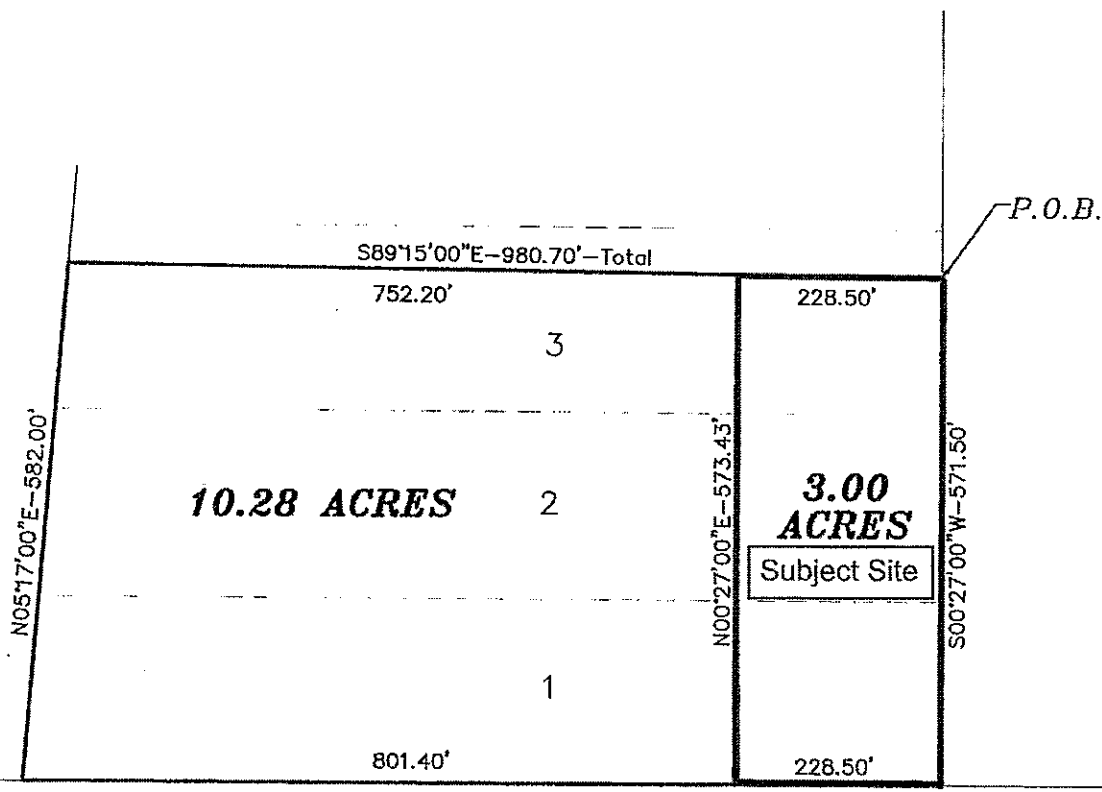 P.O.B.
S89°15'00"E-980.70'-Total
752.20'
228.50'
3
N05°17'00"E-582.00'
N00°27'00"E-573.43'
S00°27'00"W-571.50'
10.28 ACRES
2
3.00
ACRES
Subject Site
1
801.40'
228.50'